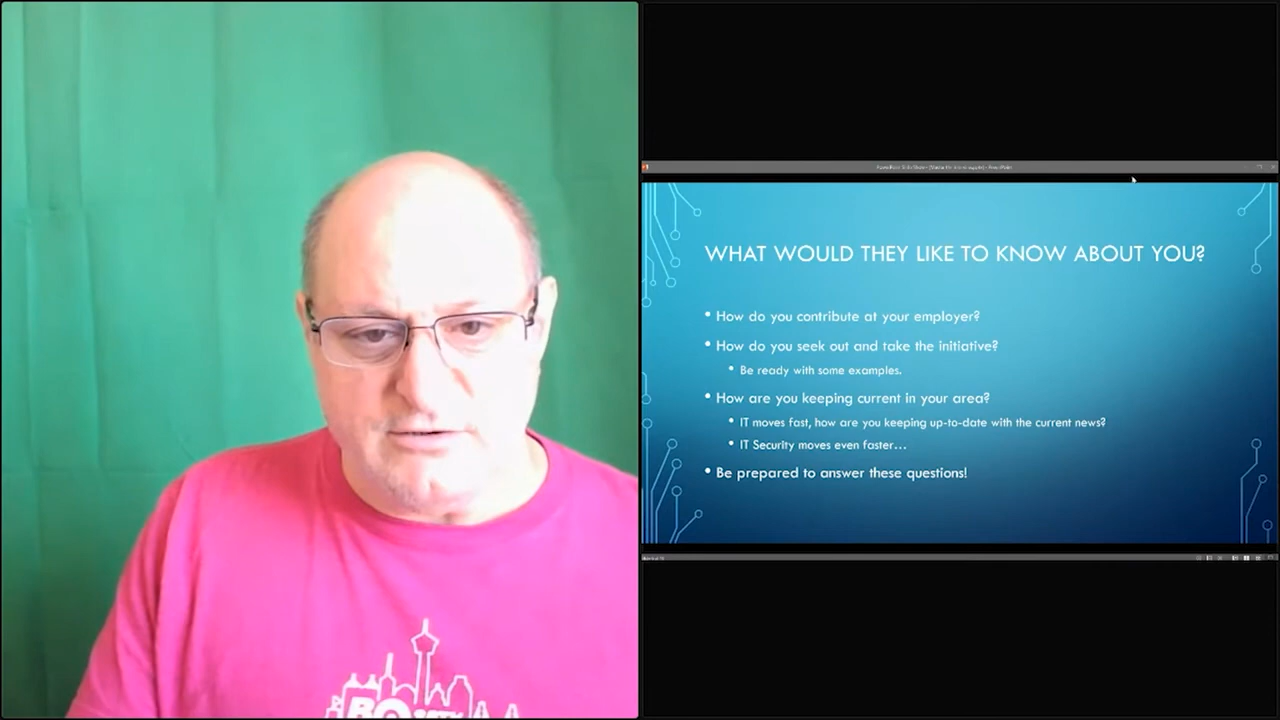 WHAT WOULD THEY LIKE TO KNOW ABOUT YOU?
• How do you contribute at your employer?
• How do you seek out and take the initiative?
• Be ready with some examples.
• How are you keeping current in your area?
• IT moves fast, how are you keeping up-to-date with the current news?
• IT Security moves even faster…
• Be prepared to answer these questions!